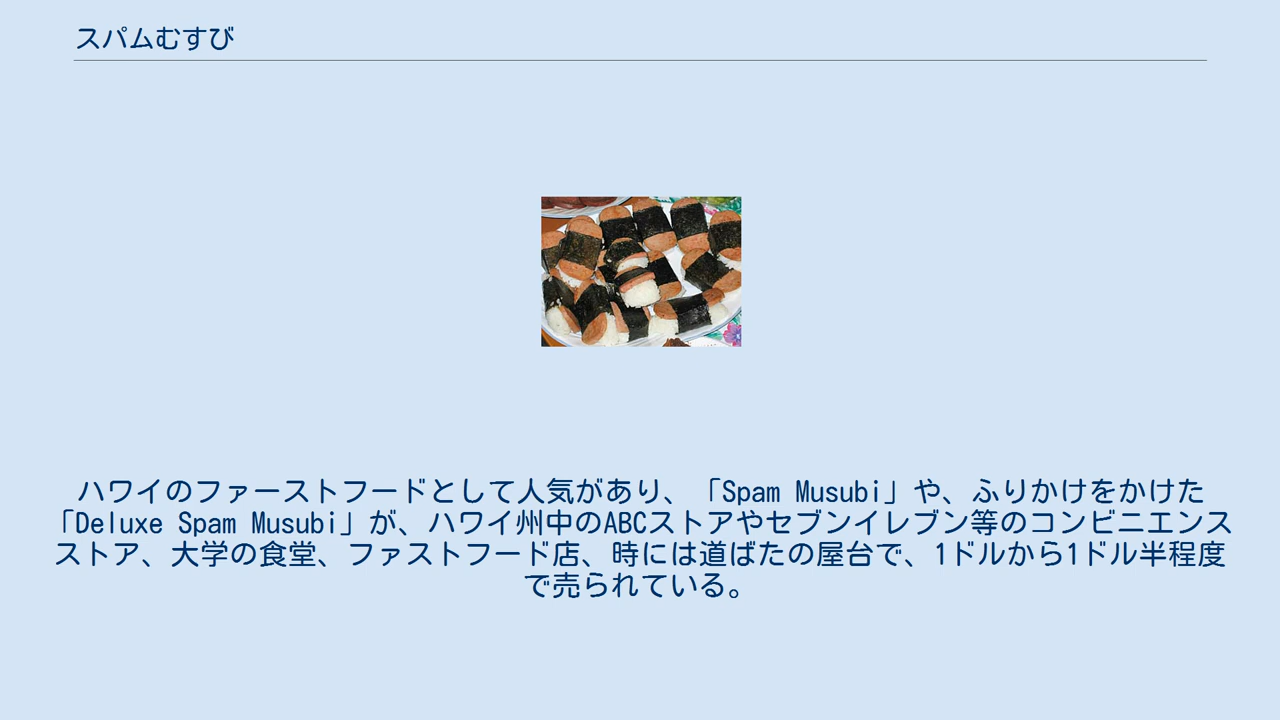 スパムむすび
ハワイのファーストフードとして人気があり、「Spam Musubi」や、ふりかけをかけた
「Deluxe Spam Musubi」が、ハワイ州中のABCストアやセブンイレブン等のコンビニエンス
ストア、大学の食堂、ファストフード店、時には道ばたの屋台で、1ドルから1ドル半程度
で売られている。